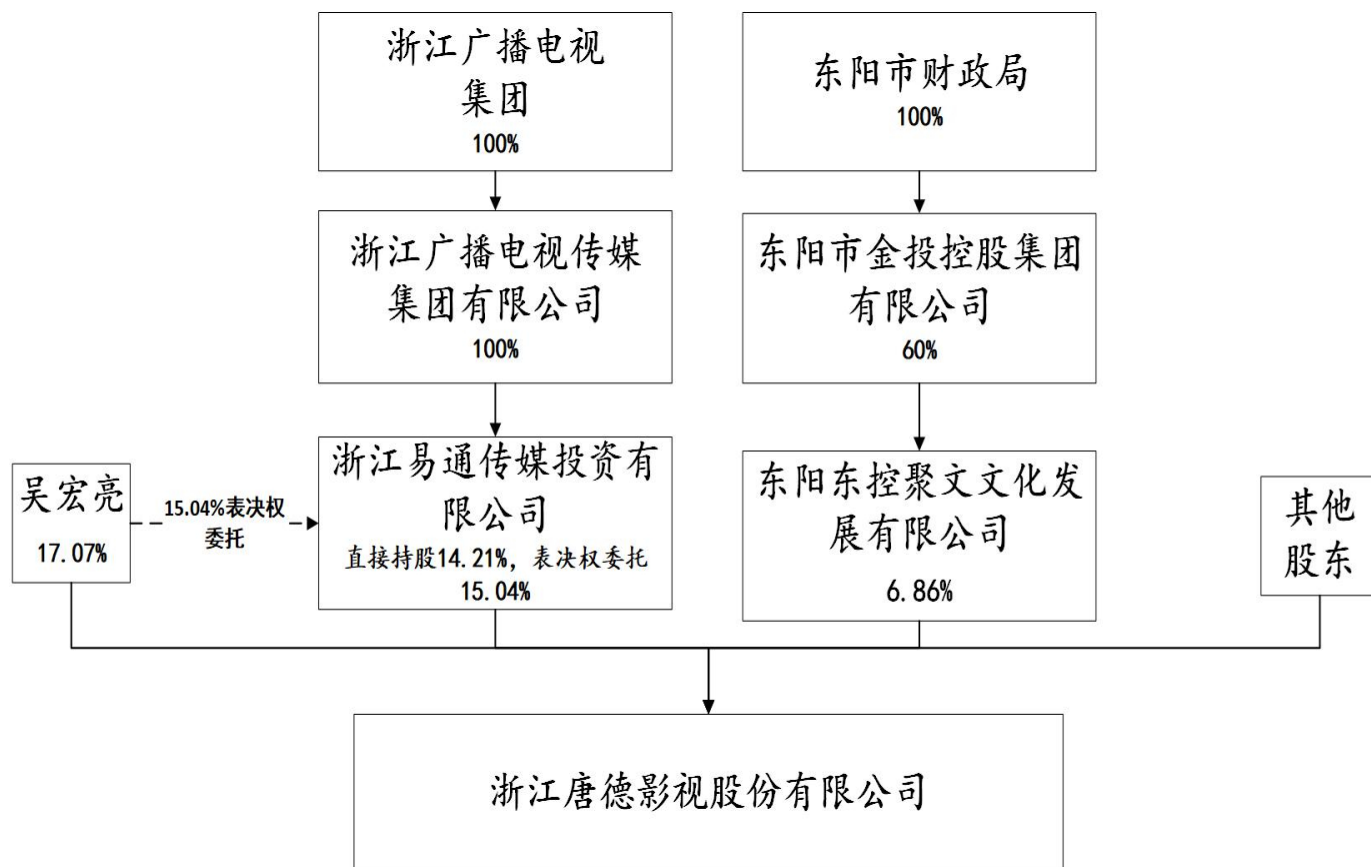 浙江广播电视
集团
100%
东阳市财政局
100%
浙江广播电视传媒
集团有限公司
100%
东阳市金投控股集团
有限公司
60%
吴宏亮
17.07%
15.04%表决权
委托
浙江易通传媒投资有
限公司
直接持股14.21%，表决权委托
15.04%
东阳东控聚文文化发
展有限公司
6.86%
其他
股东
浙江唐德影视股份有限公司